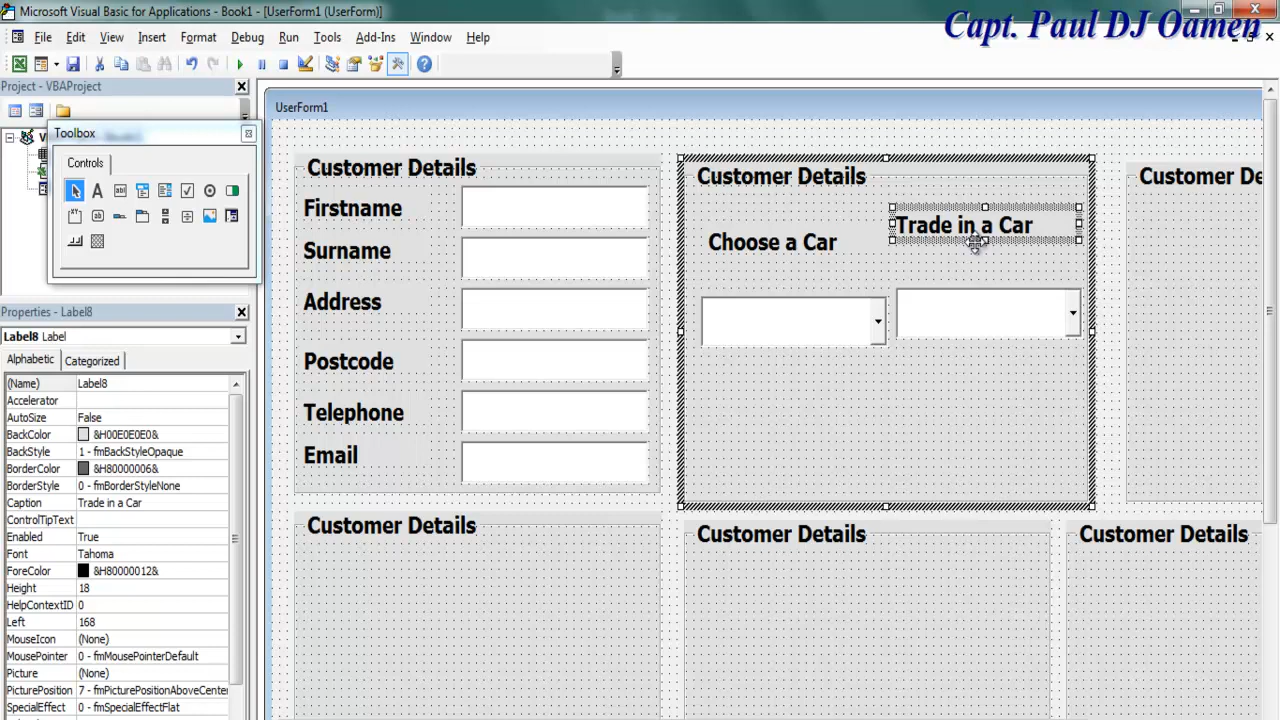 Microsoft Visual Basic for Applications - Book1 - [UserForm1 (UserForm)]
Capt. Paul DJ Oamen
File Edit View Insert Format Debug Run Tools Add-Ins Window Help
Project - VBAProject
UserForm1
Toolbox
Controls
Customer Details
Firstname
Surname
Address
Postcode
Telephone
Email
Customer Details
Choose a Car
Trade in a Car
Customer De
Customer Details
Customer Details
Customer Details
Properties - Label8
Label8 Label
Alphabetic Categorized
(Name) Label8
Accelerator
AutoSize False
BackColor &H00E0E0E0&
BackStyle 1 - fmBackStyleOpaque
BorderColor &H80000006&
BorderStyle 0 - fmBorderStyleNone
Caption Trade in a Car
ControlTipText
Enabled True
Font Tahoma
ForeColor &H80000012&
Height 18
HelpContextID 0
Left 168
MouseIcon (None)
MousePointer 0 - fmMousePointerDefault
Picture (None)
PicturePosition 7 - fmPicturePositionAboveCenter
SpecialEffect 0 - fmSpecialEffectFlat